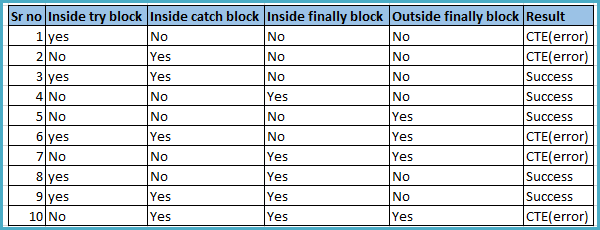 Sr no Inside try block Inside catch block Inside finally block Outside finally block Result
1 yes No No No CTE(error)
2 No Yes No No CTE(error)
3 yes Yes No No Success
4 No No Yes No Success
5 No No No Yes Success
6 yes Yes No Yes CTE(error)
7 No No Yes Yes CTE(error)
8 yes No Yes No Success
9 yes Yes Yes No Success
10 No Yes Yes Yes CTE(error)